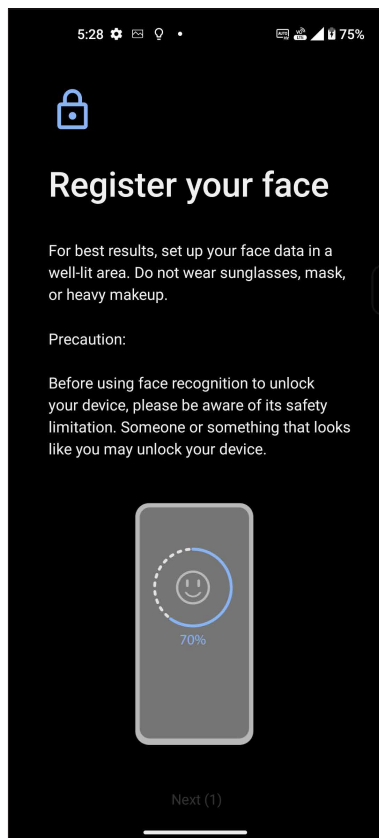 5:28
75%
Register your face
For best results, set up your face data in a
well-lit area. Do not wear sunglasses, mask,
or heavy makeup.
Precaution:
Before using face recognition to unlock
your device, please be aware of its safety
limitation. Someone or something that looks
like you may unlock your device.
70%
Next (1)